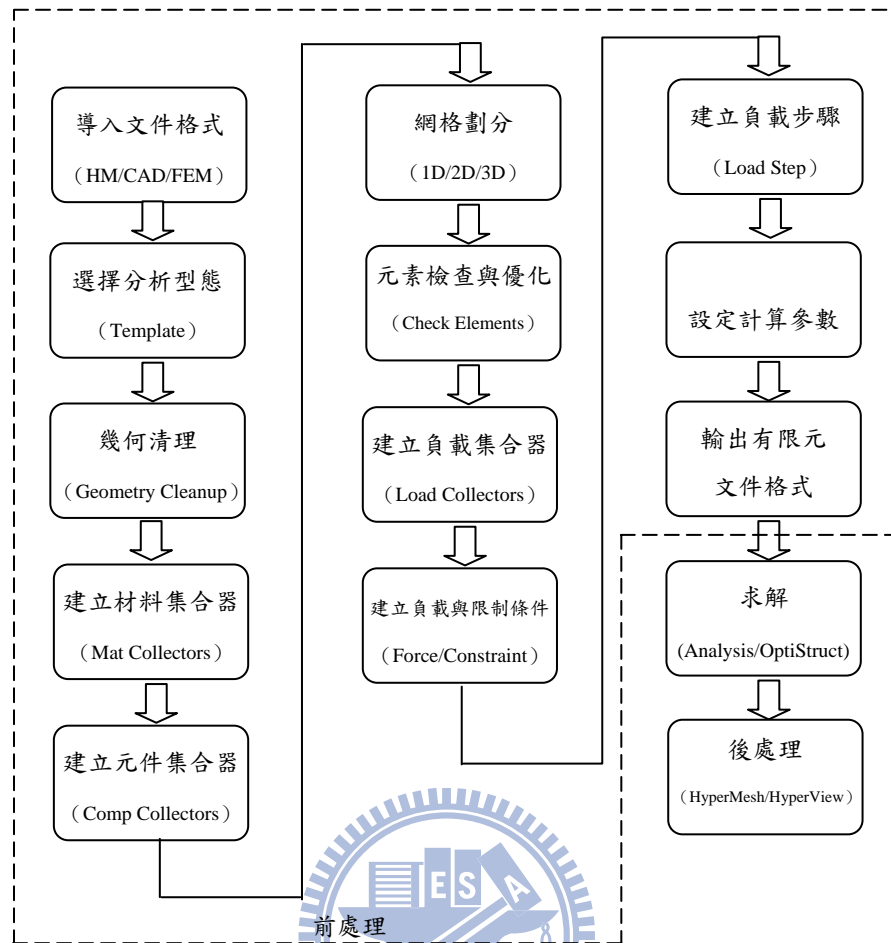 導入文件格式
（HM/CAD/FEM）
選擇分析型態
（Template）
幾何清理
（Geometry Cleanup）
建立材料集合器
（Mat Collectors）
建立元件集合器
（Comp Collectors）
網格劃分
（1D/2D/3D）
元素檢查與優化
（Check Elements）
建立負載集合器
（Load Collectors）
建立負載與限制條件
（Force/Constraint）
建立負載步驟
（Load Step）
設定計算參數
輸出有限元
文件格式
求解
(Analysis/OptiStruct)
後處理
（HyperMesh/HyperView）
E S A
8
前處理